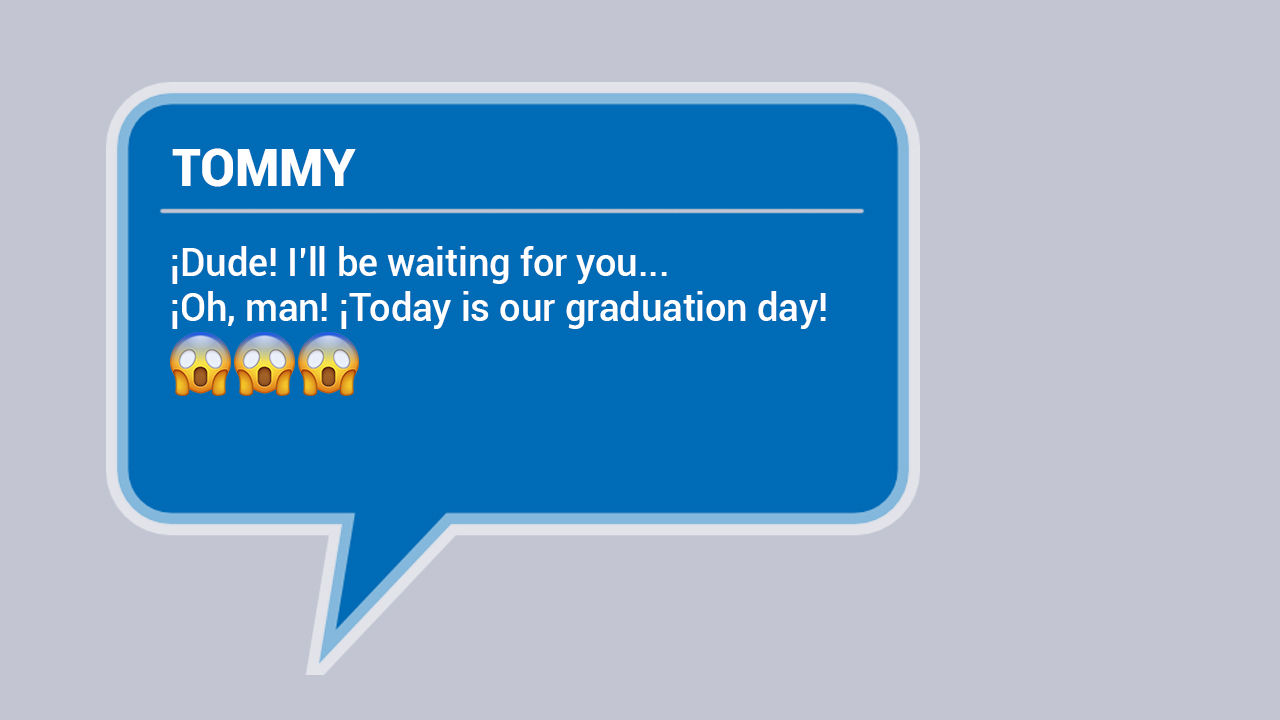 TOMMY
¡Dude! I'll be waiting for you...
¡Oh, man! ¡Today is our graduation day!
😱😱😱